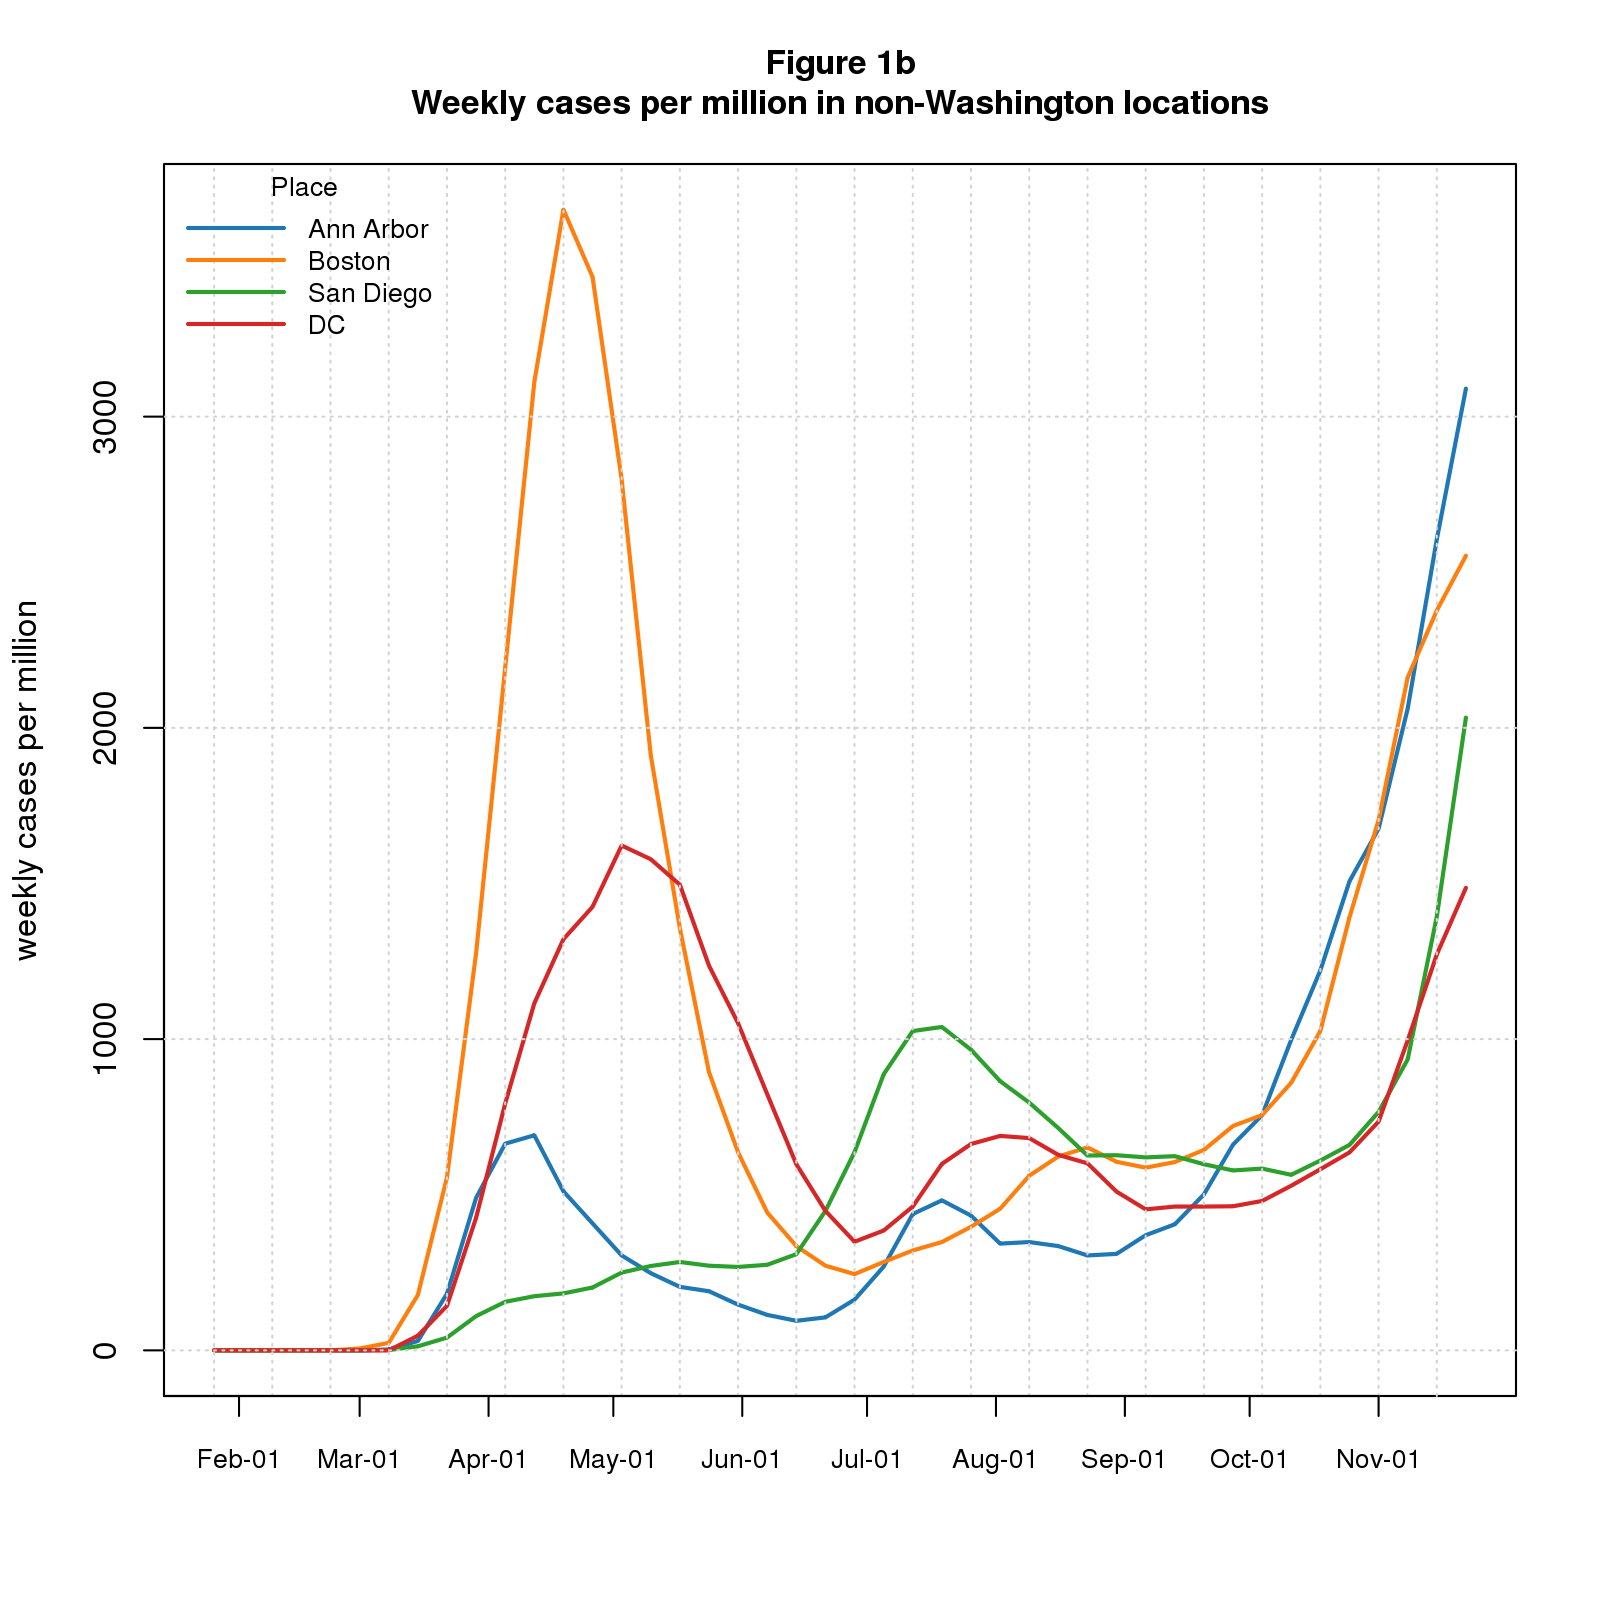 Figure 1b
Weekly cases per million in non-Washington locations
Place
Ann Arbor
Boston
San Diego
DC
weekly cases per million
3000
2000
1000
0
Feb-01 Mar-01 Apr-01 May-01 Jun-01 Jul-01 Aug-01 Sep-01 Oct-01 Nov-01